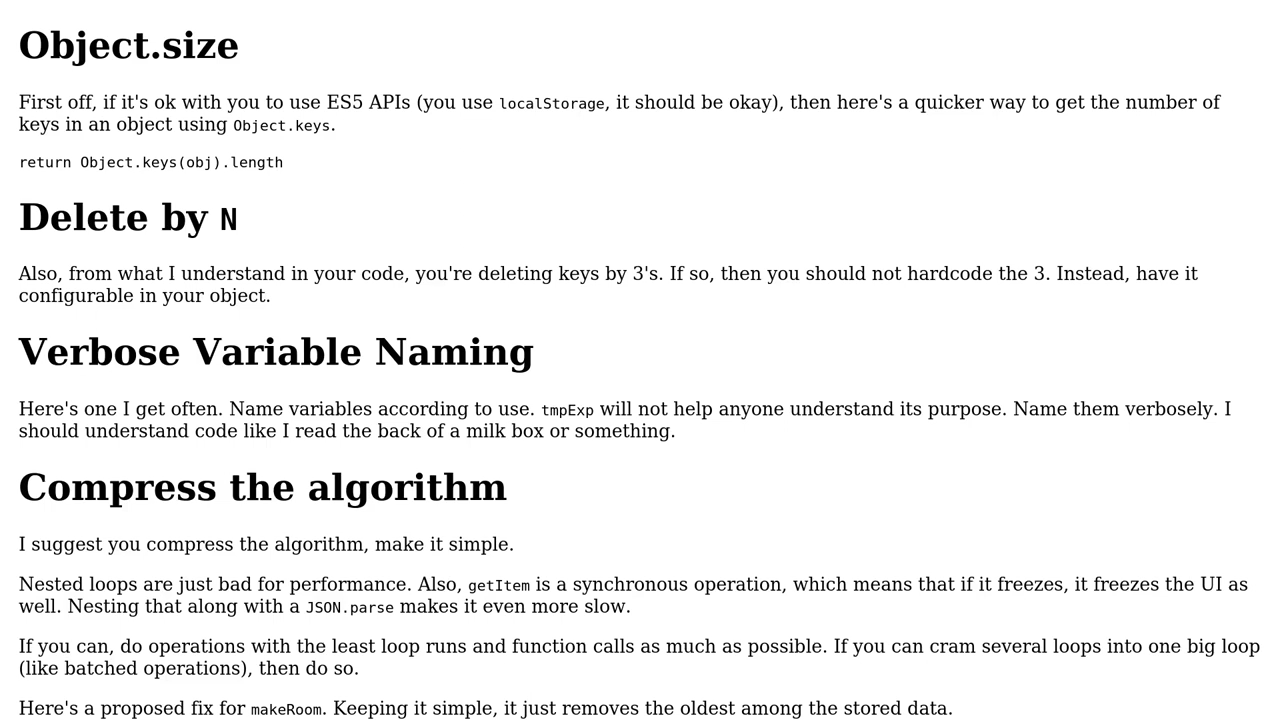 Object.size
First off, if it's ok with you to use ES5 APIs (you use localStorage, it should be okay), then here's a quicker way to get the number of
keys in an object using Object.keys.
return Object.keys(obj).length
Delete by N
Also, from what I understand in your code, you're deleting keys by 3's. If so, then you should not hardcode the 3. Instead, have it
configurable in your object.
Verbose Variable Naming
Here's one I get often. Name variables according to use. tmpExp will not help anyone understand its purpose. Name them verbosely. I
should understand code like I read the back of a milk box or something.
Compress the algorithm
I suggest you compress the algorithm, make it simple.
Nested loops are just bad for performance. Also, getItem is a synchronous operation, which means that if it freezes, it freezes the UI as
well. Nesting that along with a JSON.parse makes it even more slow.
If you can, do operations with the least loop runs and function calls as much as possible. If you can cram several loops into one big loop
(like batched operations), then do so.
Here's a proposed fix for makeRoom. Keeping it simple, it just removes the oldest among the stored data.